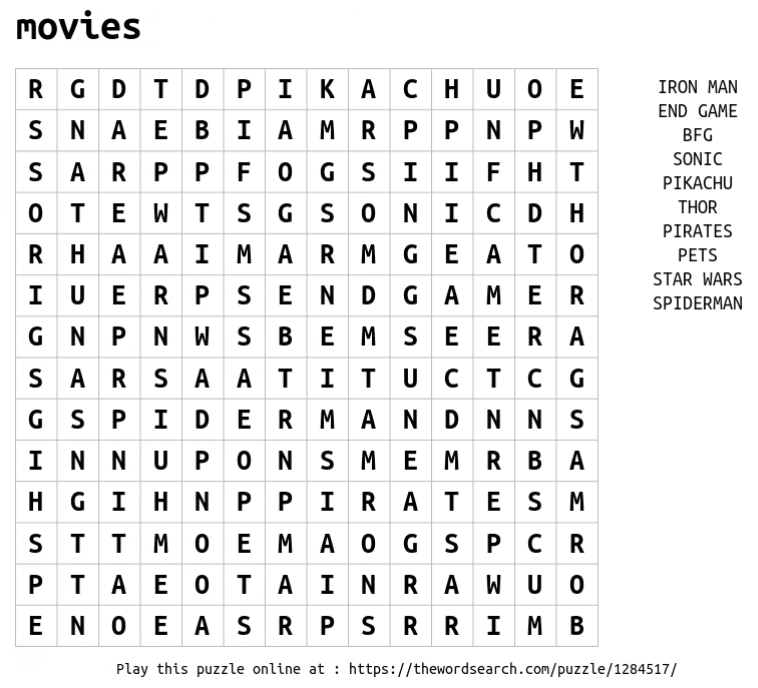 movies
R G D T D P I K A C H U O E
S N A E B I A M R P P N P W
S A R P P F O G S I I F H T
O T E W T S G S O N I C D H
R H A A I M A R M G E A T O
I U E R P S E N D G A M E R
G N P N W S B E M S E E R A
S A R S A A T I T U C T C G
G S P I D E R M A N D N N S
I N N U P O N S M E M R B A
H G I H N P P I R A T E S M
S T T M O E M A O G S P C R
P T A E O T A I N R A W U O
E N O E A S R P S R R I M B
IRON MAN
END GAME
BFG
SONIC
PIKACHU
THOR
PIRATES
PETS
STAR WARS
SPIDERMAN
Play this puzzle online at : https://thewordsearch.com/puzzle/1284517/